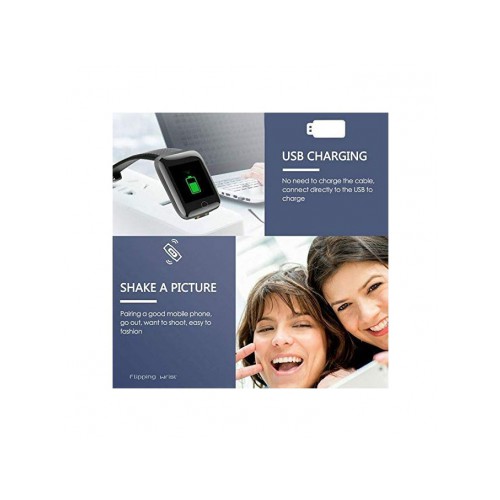 USB CHARGING
No need to charge the cable,
connect directly to the USB to
charge
SHAKE A PICTURE
Pairing a good mobile phone,
go out, want to shoot, easy to
fashion
Flipping